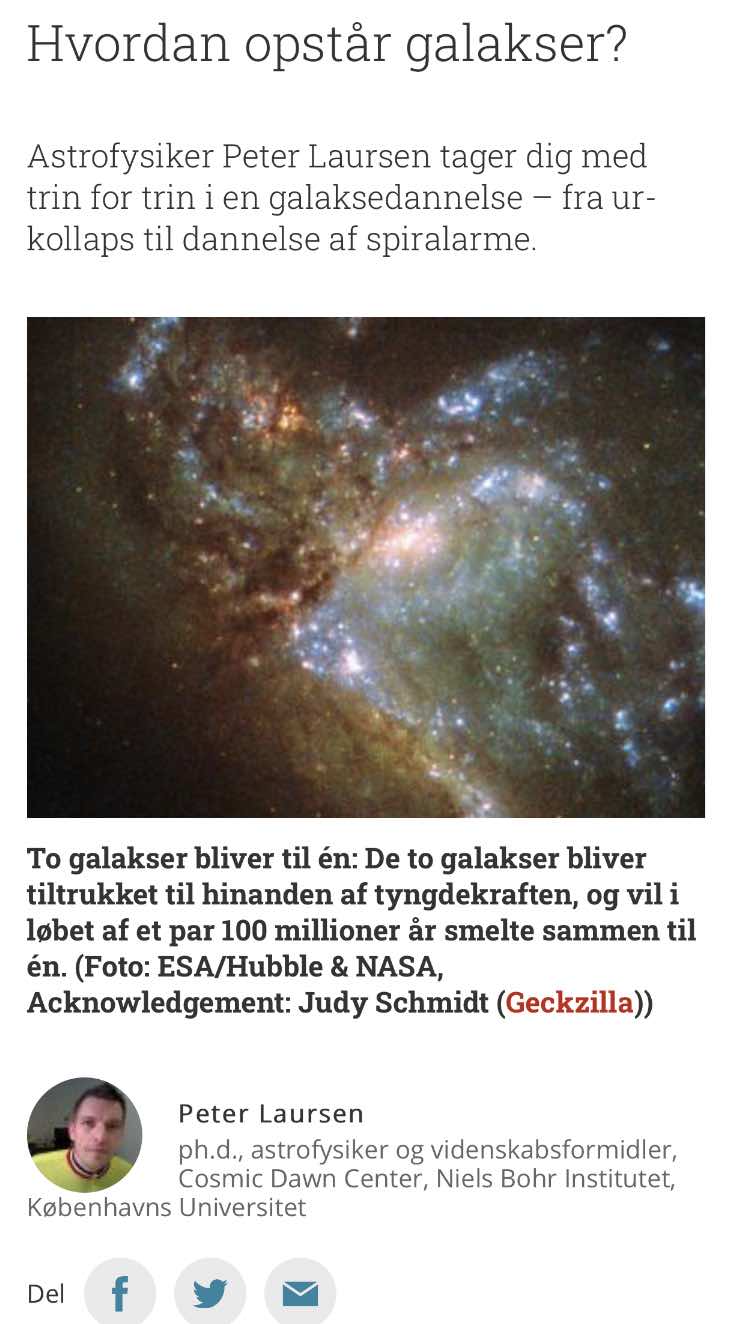 Hvordan opstår galakser?
Astrofysiker Peter Laursen tager dig med
trin for trin i en galaksedannelse – fra ur-
kollaps til dannelse af spiralarme.
To galakser bliver til én: De to galakser bliver
tiltrukket til hinanden af tyngdekraften, og vil i
løbet af et par 100 millioner år smelte sammen til
én. (Foto: ESA/Hubble & NASA,
Acknowledgement: Judy Schmidt (Geckzilla))
Peter Laursen
ph.d., astrofysiker og videnskabsformidler,
Cosmic Dawn Center, Niels Bohr Institutet,
Københavns Universitet
Del